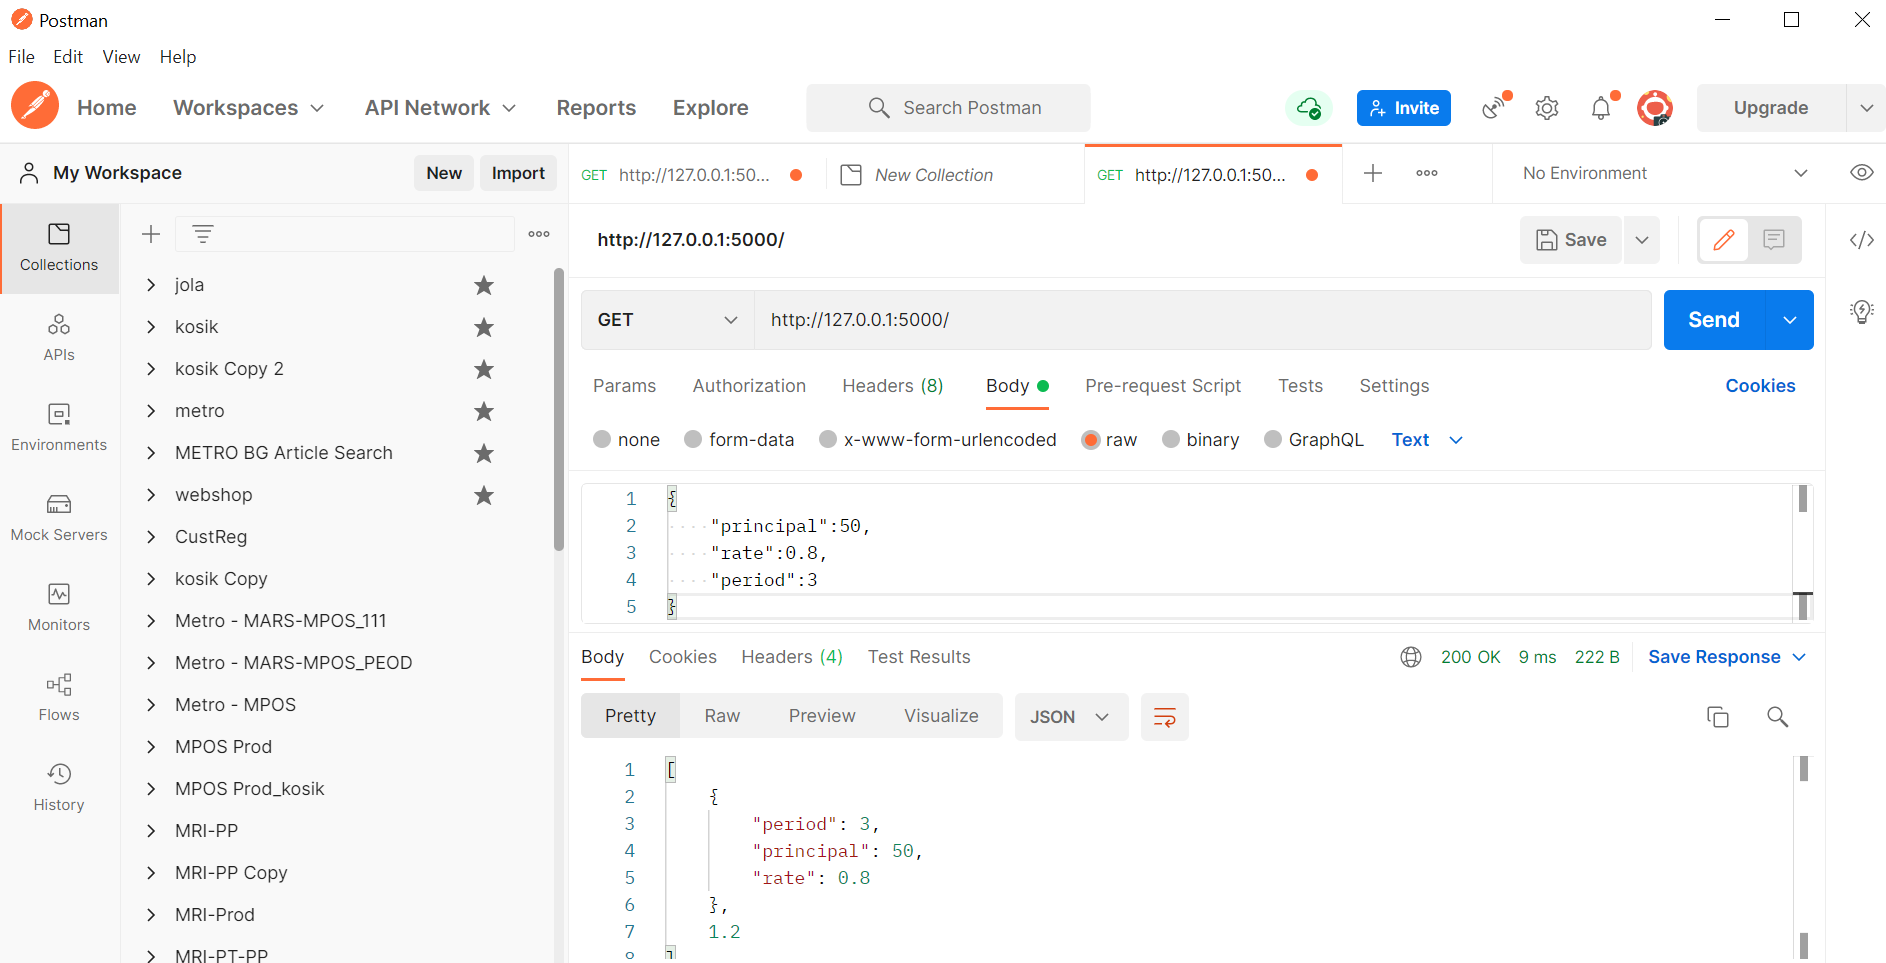 Postman
File Edit View Help
Home Workspaces API Network Reports Explore Search Postman Invite Upgrade
My Workspace New Import
GET http://127.0.0.1:50... New Collection GET http://127.0.0.1:50... No Environment
Collections
APIs
Environments
Mock Servers
Monitors
Flows
History
jola
kosik
kosik Copy 2
metro
METRO BG Article Search
webshop
CustReg
kosik Copy
Metro - MARS-MPOS_111
Metro - MARS-MPOS_PEOD
Metro - MPOS
MPOS Prod
MPOS Prod_kosik
MRI-PP
MRI-PP Copy
MRI-Prod
MRI-PT-PP
http://127.0.0.1:5000/ Save
GET http://127.0.0.1:5000/ Send
Params Authorization Headers (8) Body Pre-request Script Tests Settings Cookies
none form-data x-www-form-urlencoded raw binary GraphQL Text
1 {
2 "principal":50,
3 "rate":0.8,
4 "period":3
5 }
Body Cookies Headers (4) Test Results 200 OK 9 ms 222 B Save Response
Pretty Raw Preview Visualize JSON
1 [
2 {
3 "period": 3,
4 "principal": 50,
5 "rate": 0.8
6 },
7 1.2
8 ]